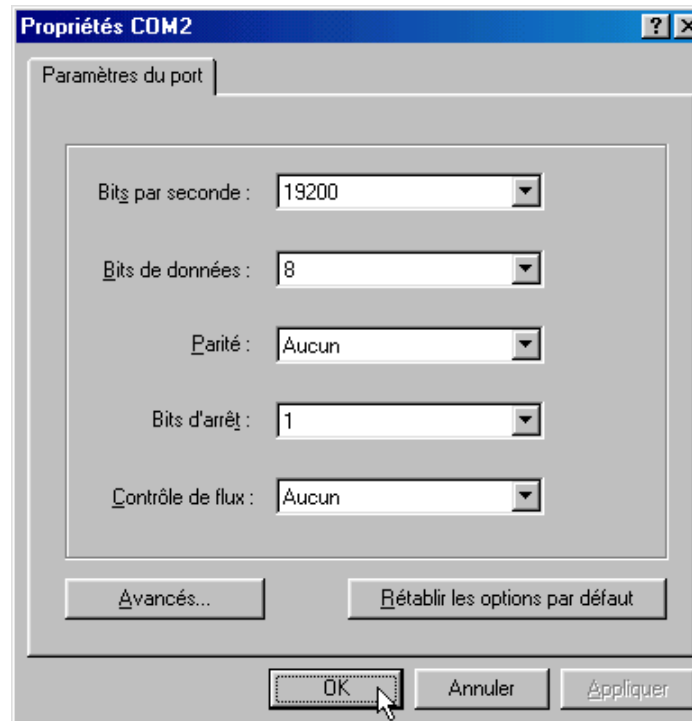 Propriétés COM2
Paramètres du port
Bits par seconde : 19200
Bits de données : 8
Parité : Aucun
Bits d'arrêt : 1
Contrôle de flux : Aucun
Avancés... Rétablir les options par défaut
OK Annuler Appliquer